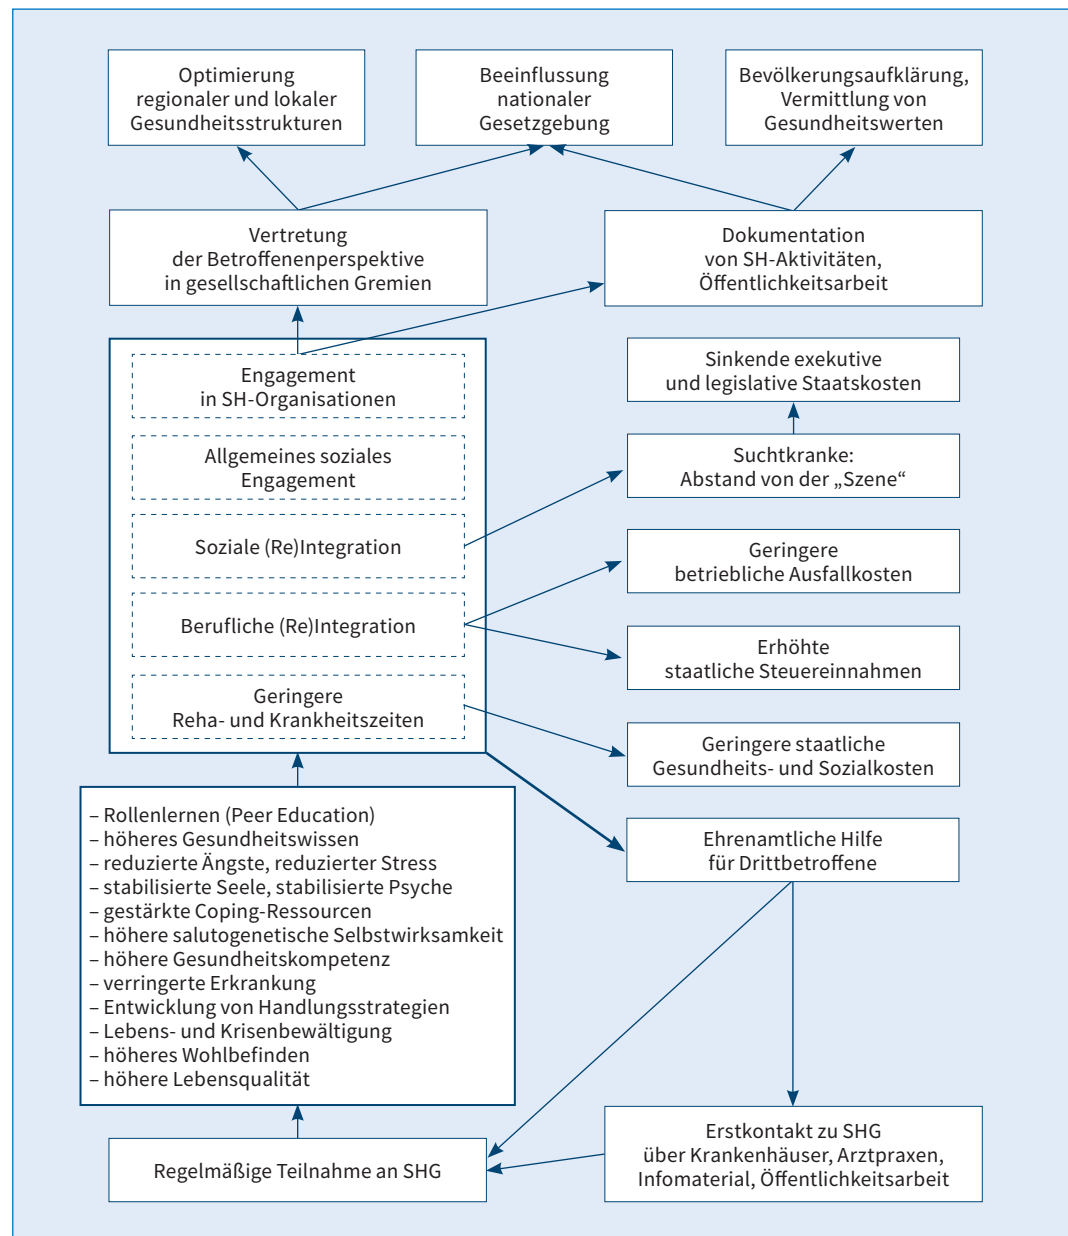 Optimierung
regionaler und lokaler
Gesundheitsstrukturen
Beeinflussung
nationaler
Gesetzgebung
Bevölkerungsaufklärung,
Vermittlung von
Gesundheitswerten
Vertretung
der Betroffenenperspektive
in gesellschaftlichen Gremien
Dokumentation
von SH-Aktivitäten,
Öffentlichkeitsarbeit
Engagement
in SH-Organisationen
Allgemeines soziales
Engagement
Soziale (Re)Integration
Berufliche (Re)Integration
Geringere
Reha- und Krankheitszeiten
Sinkende exekutive
und legislative Staatskosten
Suchtkranke:
Abstand von der „Szene“
Geringere
betriebliche Ausfallkosten
Erhöhte
staatliche Steuereinnahmen
Geringere staatliche
Gesundheits- und Sozialkosten
Ehrenamtliche Hilfe
für Drittbetroffene
– Rollenlernen (Peer Education)
– höheres Gesundheitswissen
– reduzierte Ängste, reduzierter Stress
– stabilisierte Seele, stabilisierte Psyche
– gestärkte Coping-Ressourcen
– höhere salutogenetische Selbstwirksamkeit
– höhere Gesundheitskompetenz
– verringerte Erkrankung
– Entwicklung von Handlungsstrategien
– Lebens- und Krisenbewältigung
– höheres Wohlbefinden
– höhere Lebensqualität
Regelmäßige Teilnahme an SHG
Erstkontakt zu SHG
über Krankenhäuser, Arztpraxen,
Infomaterial, Öffentlichkeitsarbeit